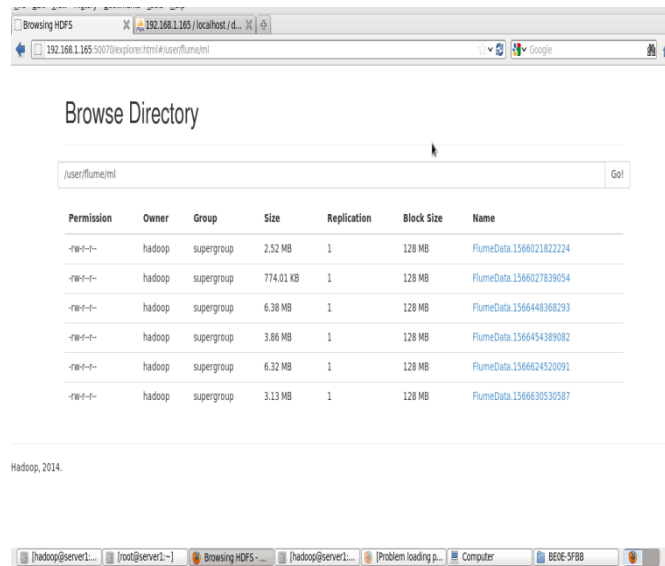 Browsing HDFS
192.168.1.165 / localhost / d...
192.168.1.165:50070/explorer.html#/user/flume/ml
Google
Browse Directory
/user/flume/ml Go!
Permission Owner Group Size Replication Block Size Name
-rw-r--r-- hadoop supergroup 2.52 MB 1 128 MB FlumeData.1566021822224
-rw-r--r-- hadoop supergroup 774.01 KB 1 128 MB FlumeData.1566027839054
-rw-r--r-- hadoop supergroup 6.38 MB 1 128 MB FlumeData.1566448368293
-rw-r--r-- hadoop supergroup 3.86 MB 1 128 MB FlumeData.1566454389082
-rw-r--r-- hadoop supergroup 6.32 MB 1 128 MB FlumeData.1566624520091
-rw-r--r-- hadoop supergroup 3.13 MB 1 128 MB FlumeData.1566630530587
Hadoop, 2014.
[hadoop@server1:... [root@server1:~] Browsing HDFS - ... [hadoop@server1:... [Problem loading p... Computer BE0E-5FBB